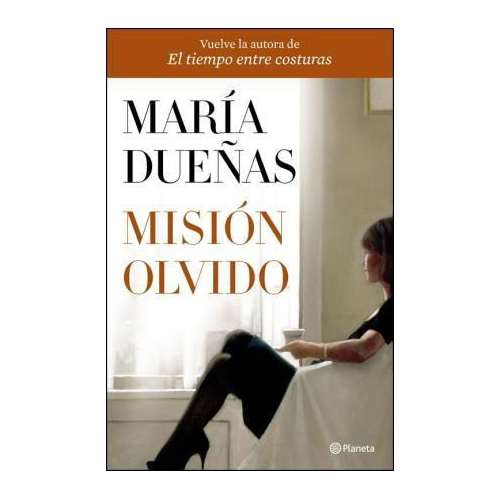 Vuelve la autora de
El tiempo entre costuras
MARÍA
DUEÑAS
MISIÓN
OLVIDO
Planeta